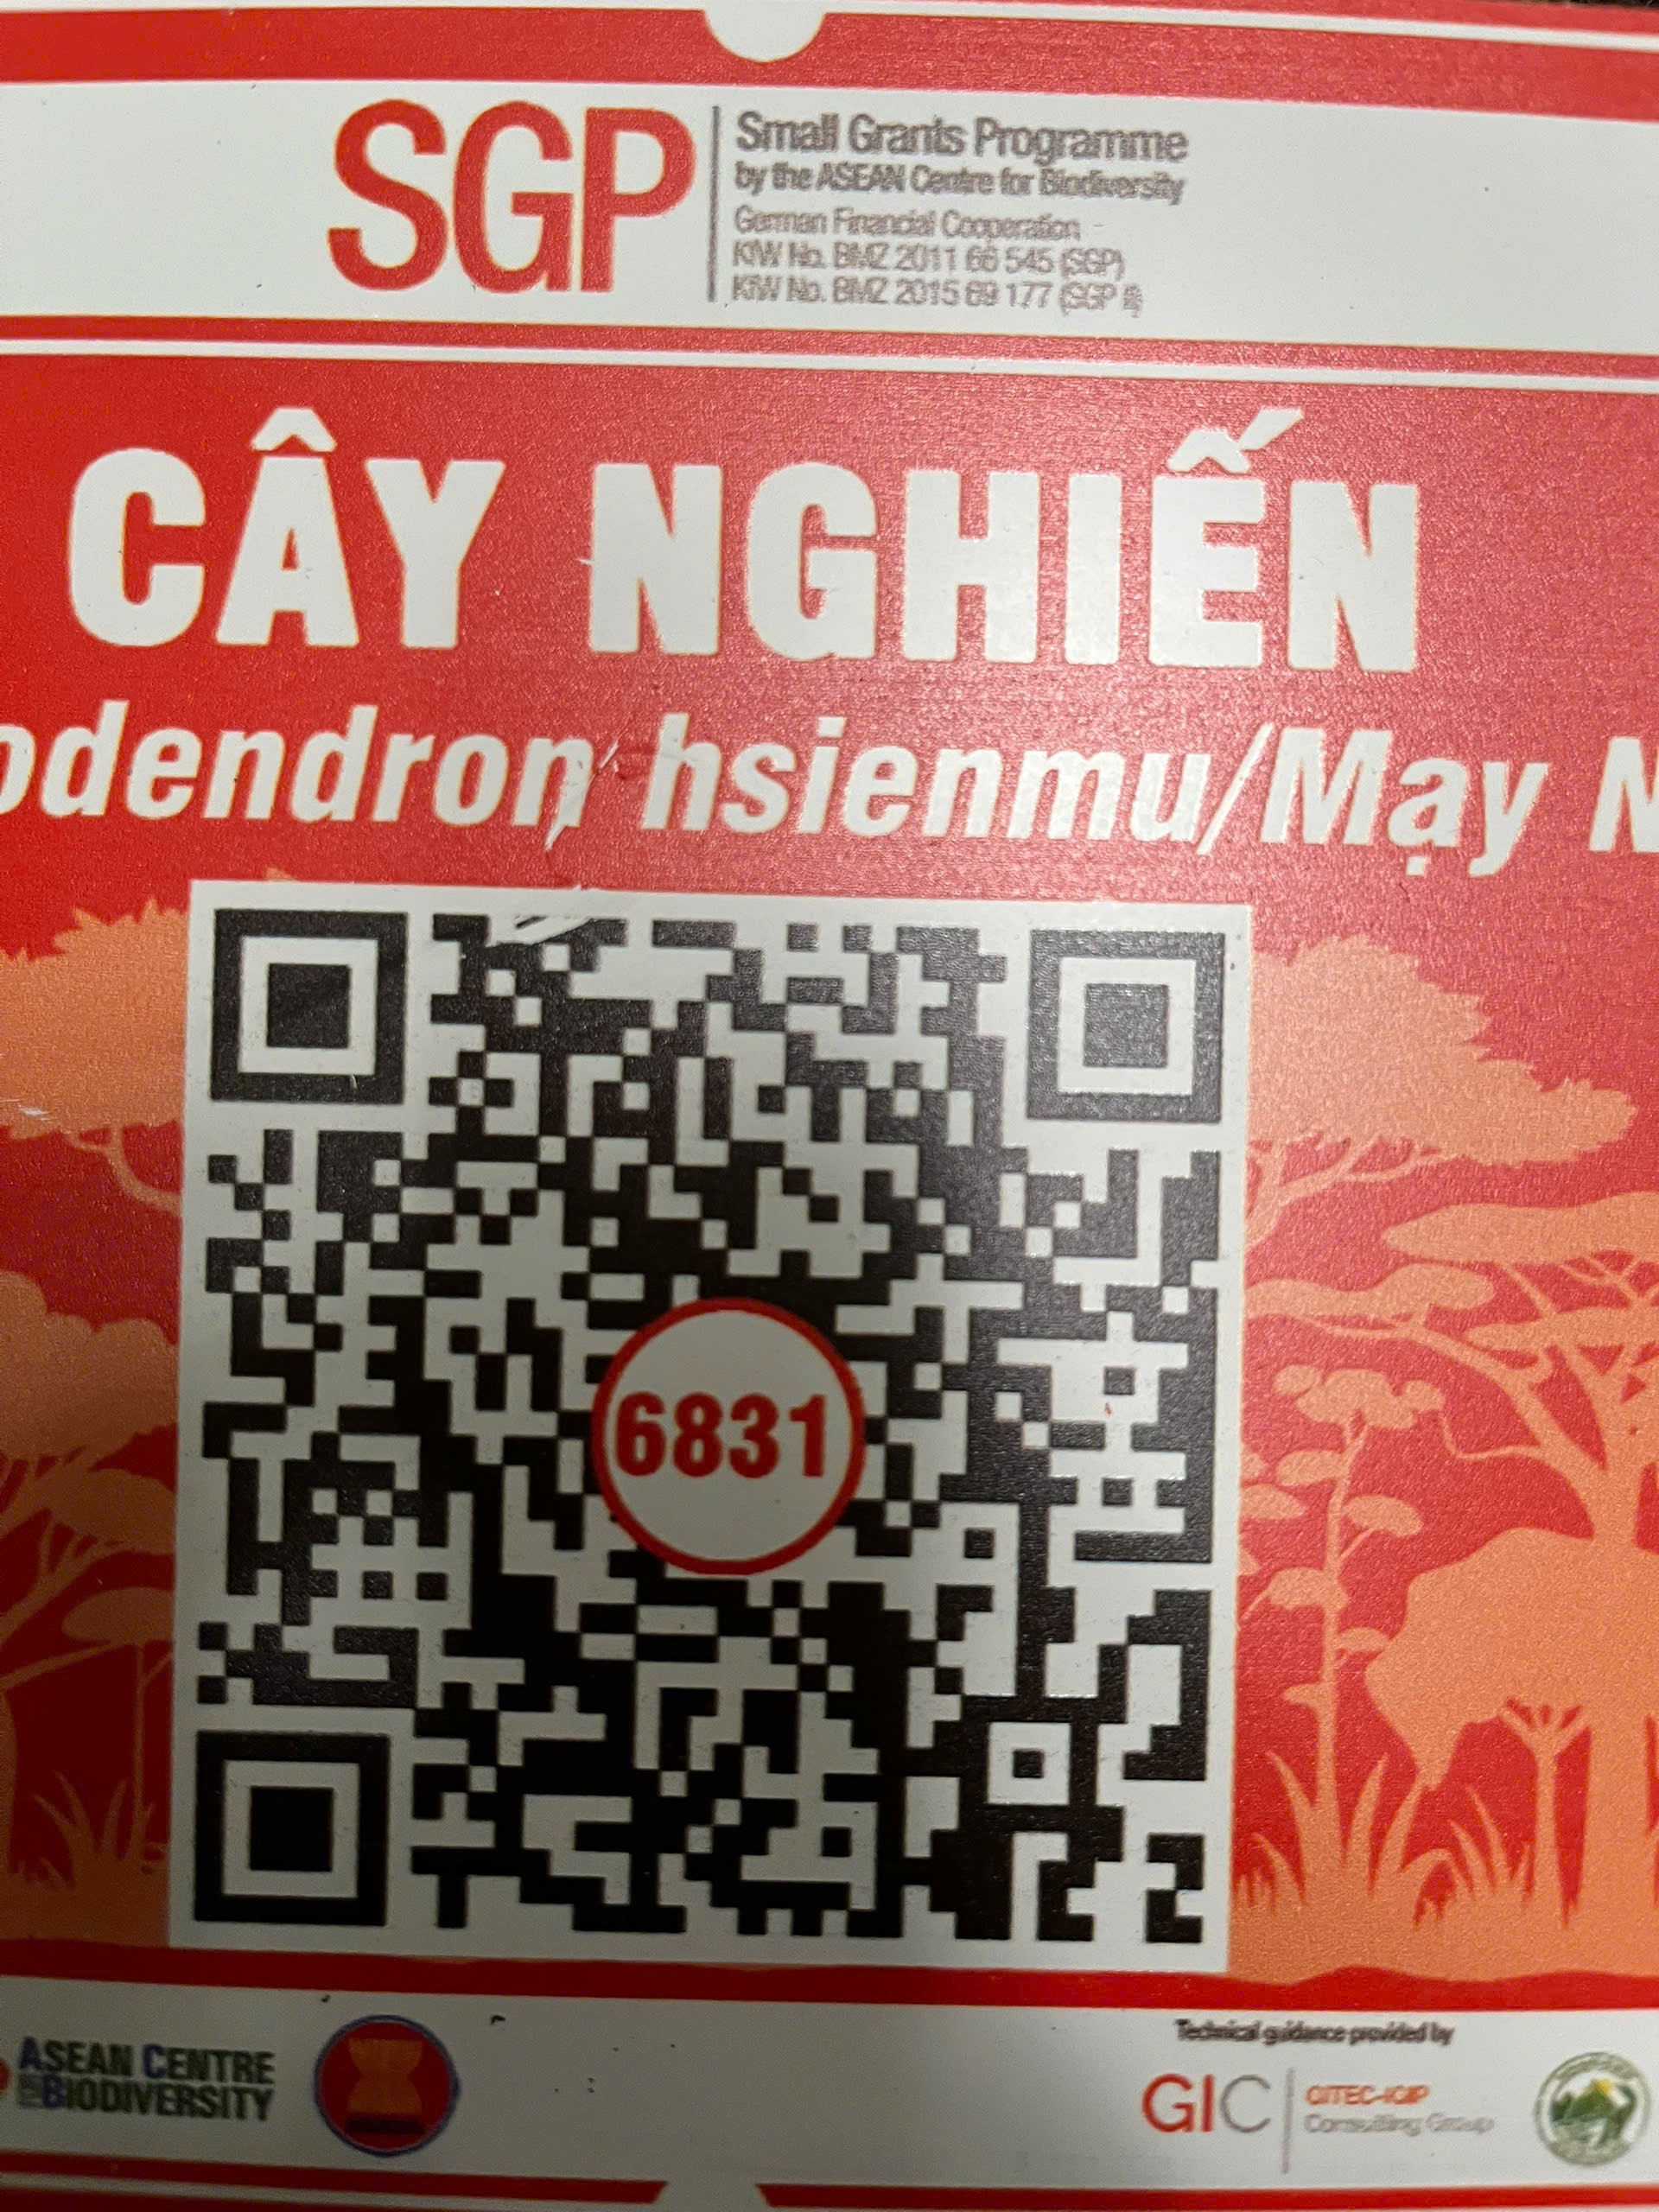 SGP
Small Grants Programme
by the ASEAN Centre for Biodiversity
German Financial Cooperation -
KfW No. BMZ 2011 66 545 (SGP)
KfW No. BMZ 2015 69 177 (SGP II)
CÂY NGHIẾN
odendron hsienmu/Mạy N
6831
ASEAN CENTRE
BIODIVERSITY
Technical guidance provided by
GIC
GITEC-IGIP
Consulting Group